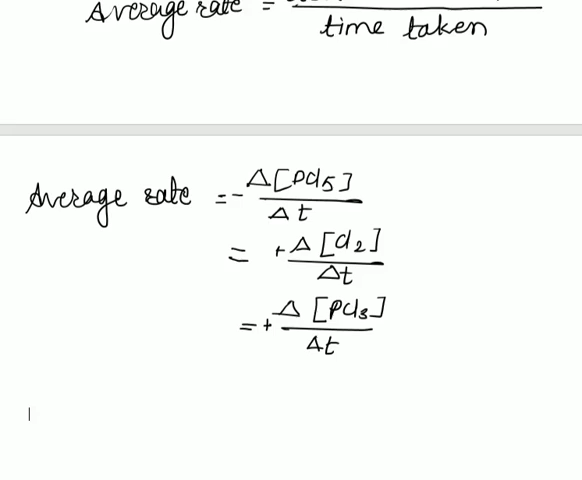 Average rate =
time taken
Average rate = - Δ[Pcl5]
Δt
= + Δ[cl2]
Δt
= + Δ[Pcl3]
Δt